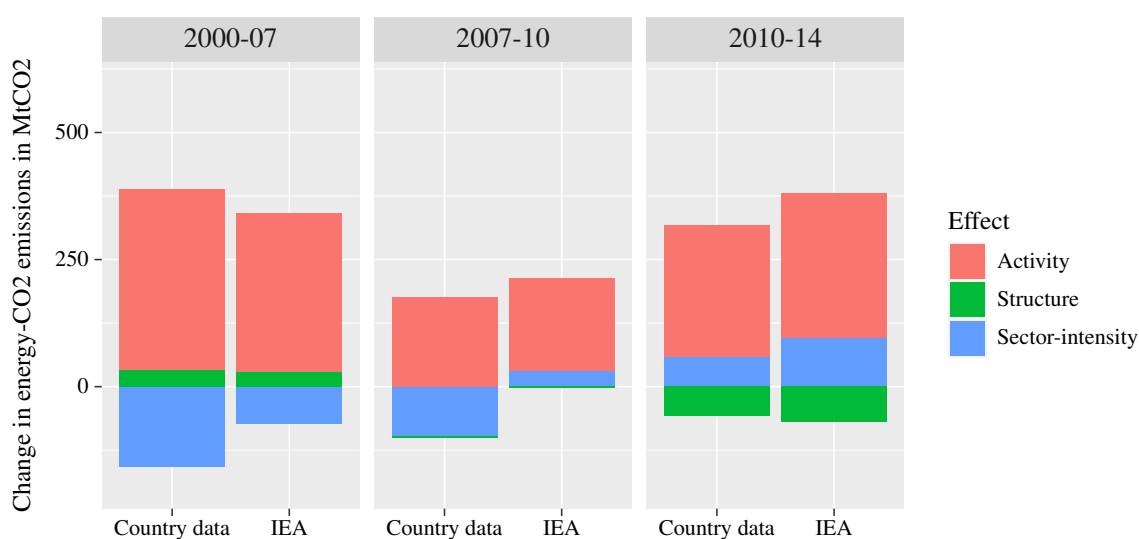 2000-07
2007-10
2010-14
Change in energy-CO2 emissions in MtCO2
500
250
0
Country data
IEA
Country data
IEA
Country data
IEA
Effect
Activity
Structure
Sector-intensity